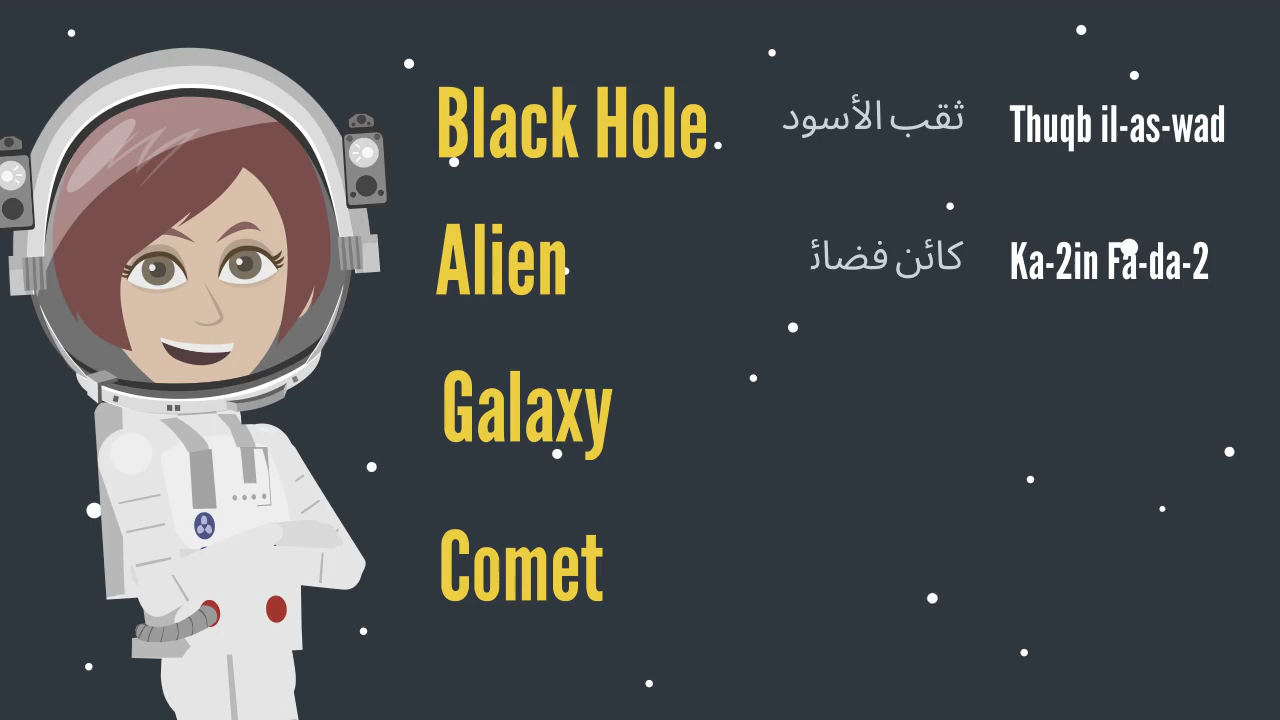 Black Hole ثقب الأسود Thuqb il-as-wad
Alien كائن فضائ Ka-2in Fa-da-2
Galaxy
Comet